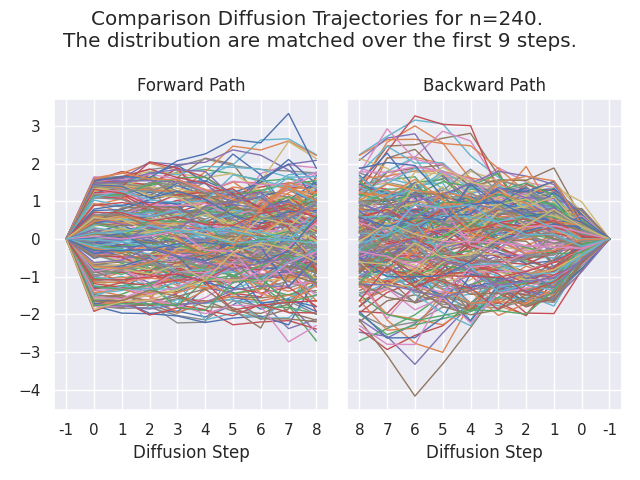 Comparison Diffusion Trajectories for n=240.
The distribution are matched over the first 9 steps.
Forward Path
Backward Path
3
2
1
0
−1
−2
−3
−4
-1 0 1 2 3 4 5 6 7 8
8 7 6 5 4 3 2 1 0 -1
Diffusion Step
Diffusion Step